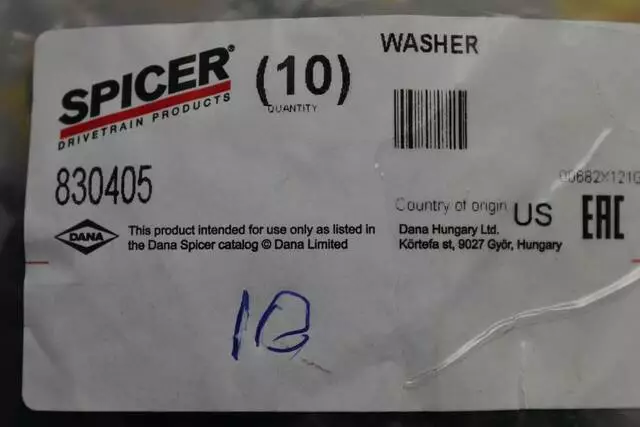 WASHER
SPICER®
DRIVETRAIN PRODUCTS
(10)
QUANTITY
830405
00682X121G
Country of origin US
EAC
DANA
This product intended for use only as listed in
the Dana Spicer catalog © Dana Limited
Dana Hungary Ltd.
Körtefa st, 9027 Győr, Hungary